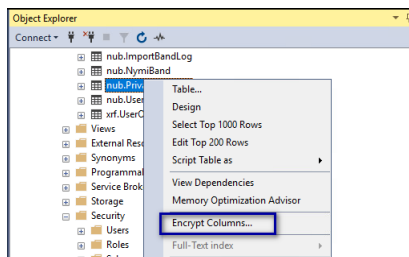 Object Explorer
Connect
nub.ImportBandLog
nub.NymiBand
nub.Priv
nub.User
xrf.UserC
Views
External Reso
Synonyms
Programmab
Service Brok
Storage
Security
Users
Roles
Table...
Design
Select Top 1000 Rows
Edit Top 200 Rows
Script Table as
View Dependencies
Memory Optimization Advisor
Encrypt Columns...
Full-Text index